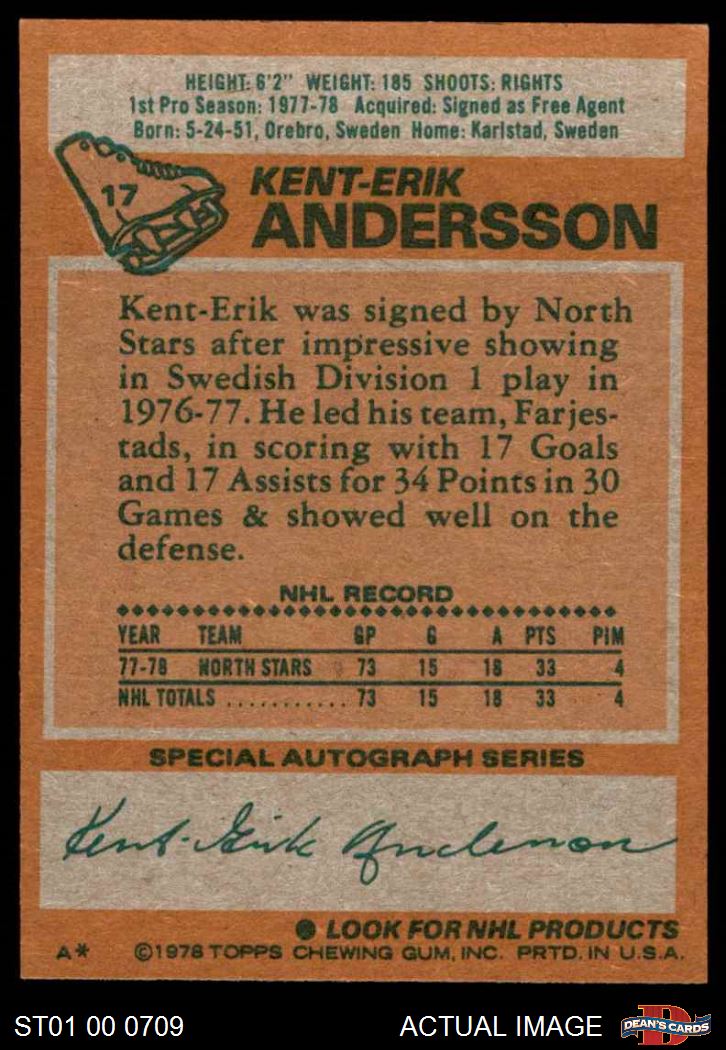 HEIGHT: 6'2" WEIGHT: 185 SHOOTS: RIGHTS
1st Pro Season: 1977-78 Acquired: Signed as Free Agent
Born: 5-24-51, Orebro, Sweden Home: Karlstad, Sweden
17
KENT-ERIK
ANDERSSON
Kent-Erik was signed by North
Stars after impressive showing
in Swedish Division 1 play in
1976-77. He led his team, Farjes-
tads, in scoring with 17 Goals
and 17 Assists for 34 Points in 30
Games & showed well on the
defense.
NHL RECORD
YEAR TEAM GP G A PTS PIM
77-78 NORTH STARS 73 15 18 33 4
NHL TOTALS ........... 73 15 18 33 4
SPECIAL AUTOGRAPH SERIES
Kent-Erik Andersson
● LOOK FOR NHL PRODUCTS
A* ©1978 TOPPS CHEWING GUM, INC. PRTD. IN U.S.A.
ST01 00 0709 ACTUAL IMAGE
D
DEAN'S CARDS